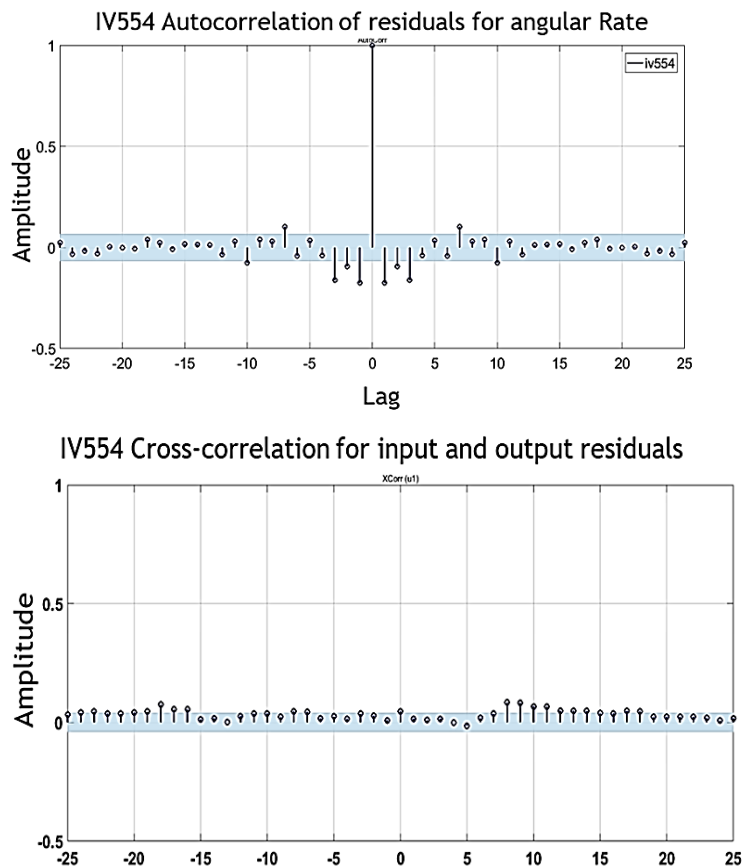 IV554 Autocorrelation of residuals for angular Rate
AutoCorr
1
iv554
0.5
Amplitude
0
-0.5
-25 -20 -15 -10 -5 0 5 10 15 20 25
Lag
IV554 Cross-correlation for input and output residuals
XCorr (u1)
1
0.5
Amplitude
0
-0.5
-25 -20 -15 -10 -5 0 5 10 15 20 25